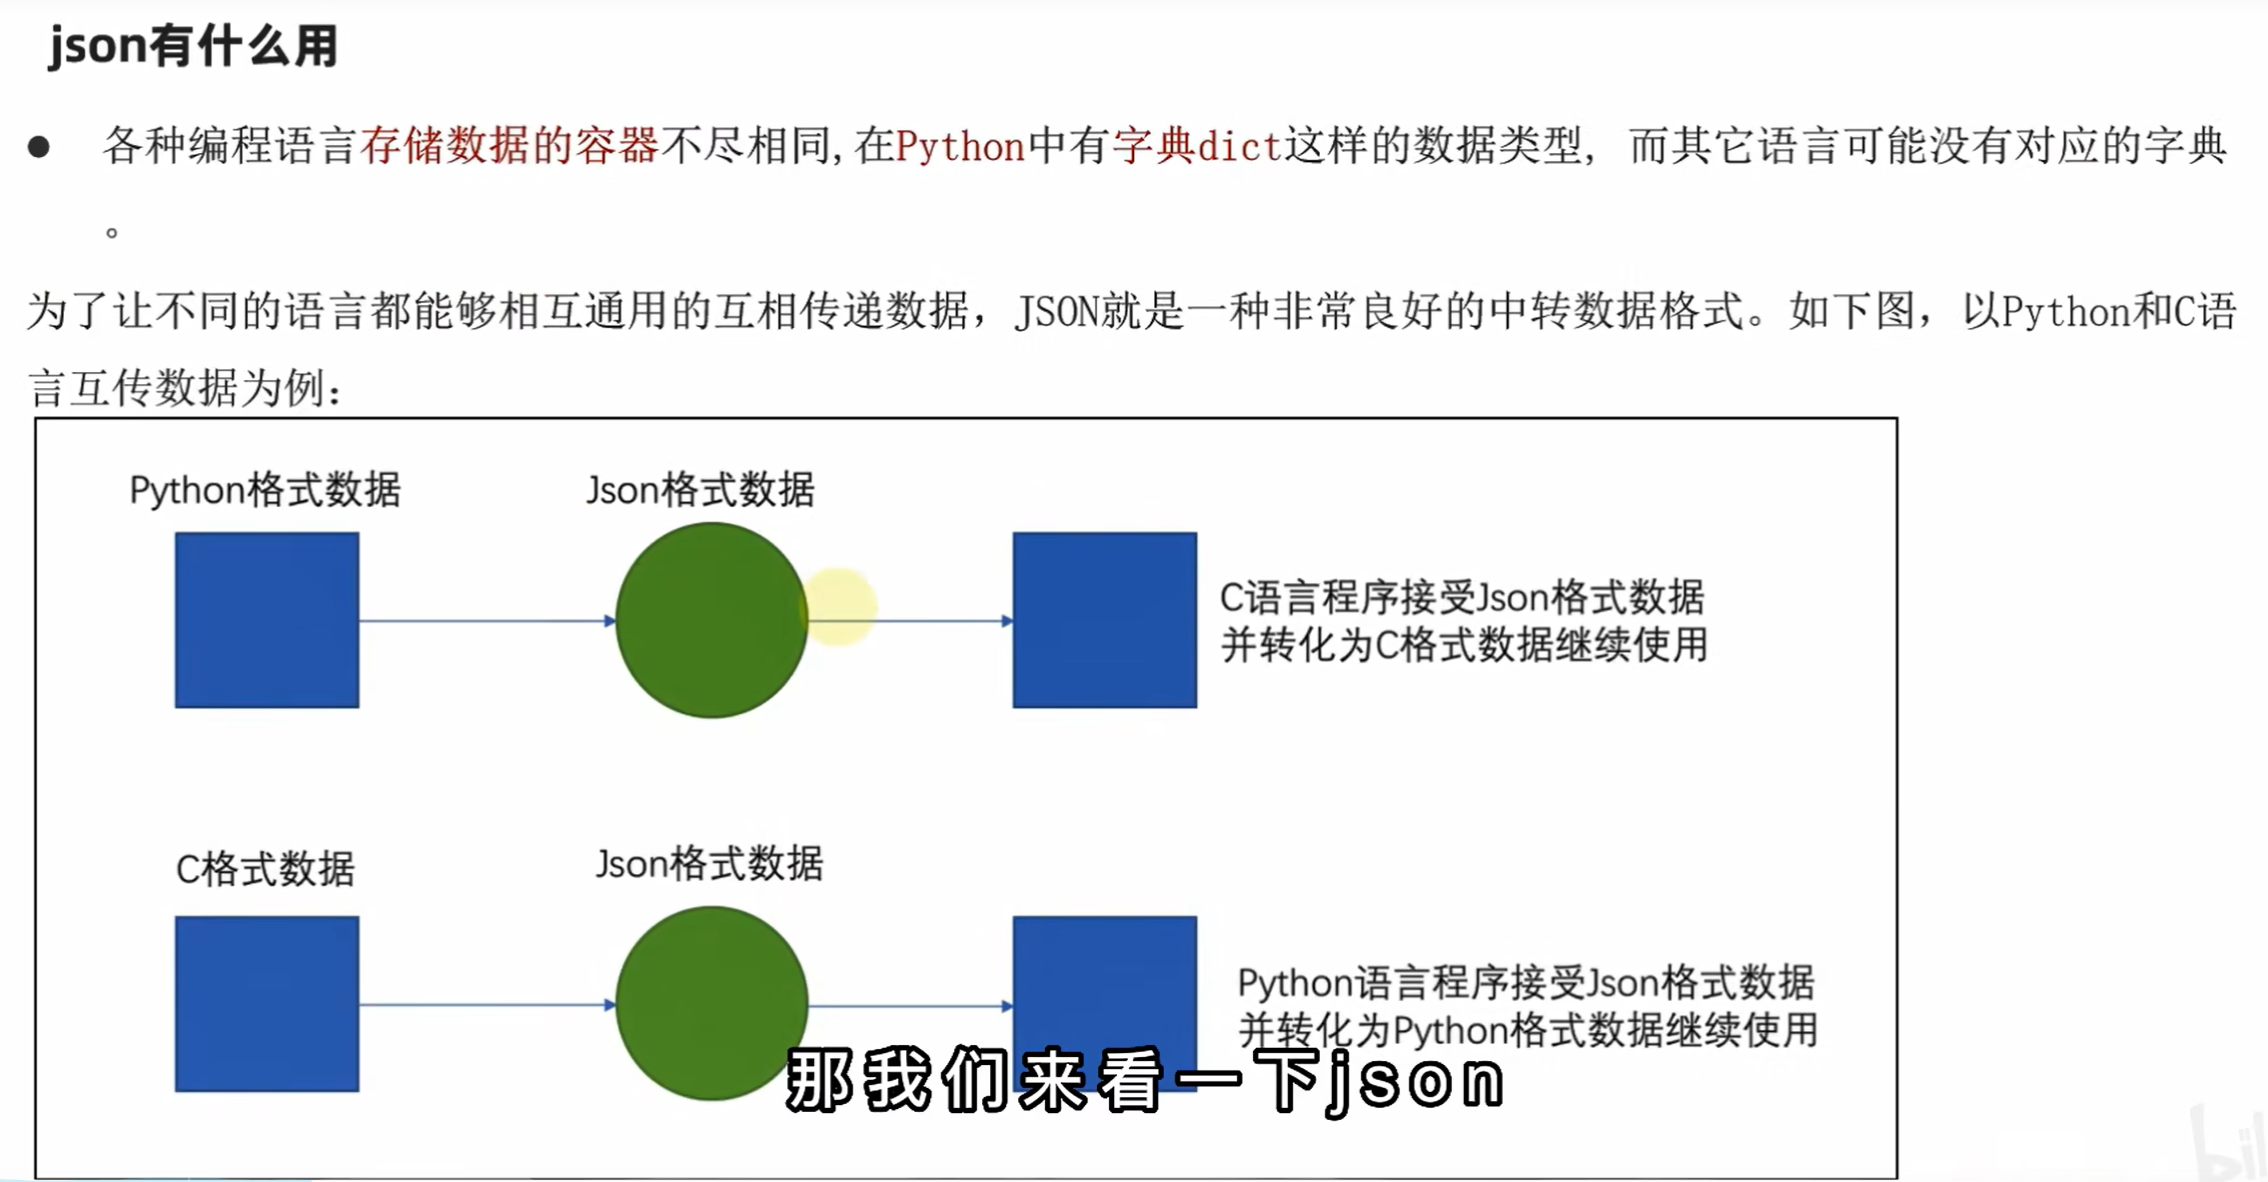 json有什么用
● 各种编程语言存储数据的容器不尽相同,在Python中有字典dict这样的数据类型, 而其它语言可能没有对应的字典
。
为了让不同的语言都能够相互通用的互相传递数据，JSON就是一种非常良好的中转数据格式。如下图，以Python和C语
言互传数据为例：
Python格式数据
Json格式数据
C语言程序接受Json格式数据
并转化为C格式数据继续使用
C格式数据
Json格式数据
Python语言程序接受Json格式数据
并转化为Python格式数据继续使用
那我们来看一下json
bil